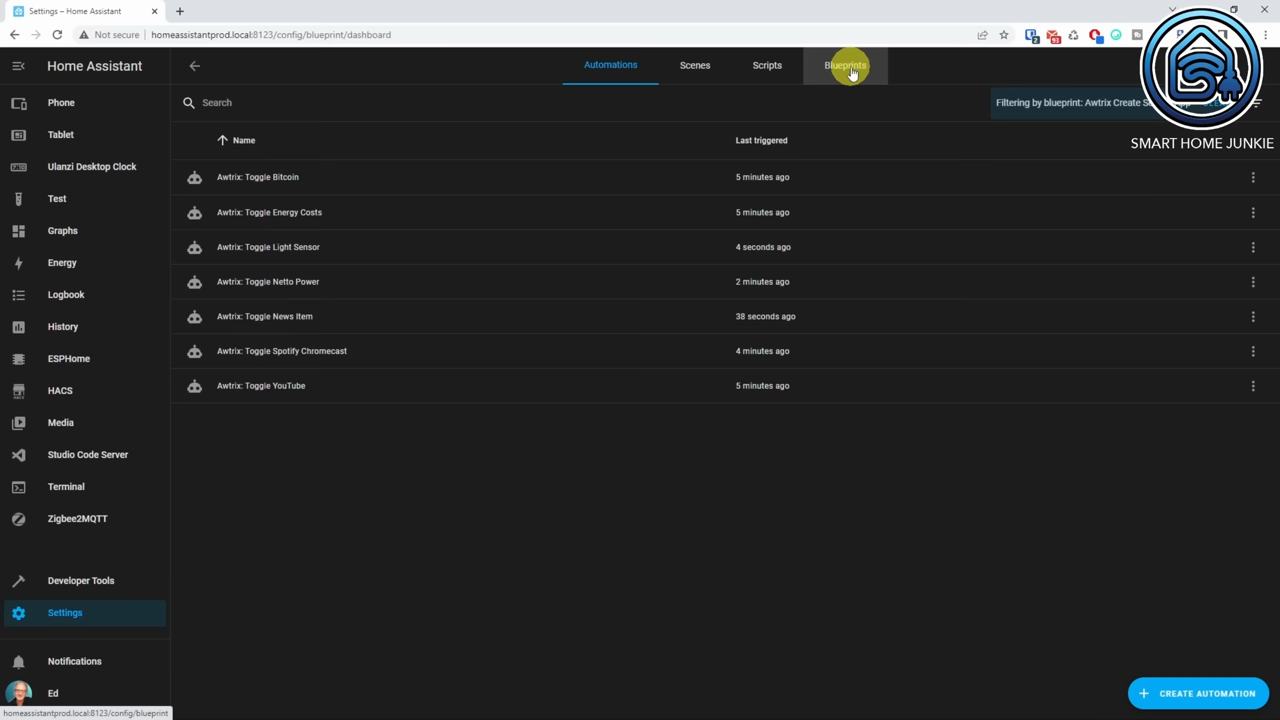 Settings – Home Assistant
Not secure
homeassistantprod.local:8123/config/blueprint/dashboard
2
93
Home Assistant
Automations
Scenes
Scripts
Blueprints
Phone
Search
Filtering by blueprint: Awtrix Create
SMART HOME JUNKIE
Tablet
Name
Last triggered
Ulanzi Desktop Clock
Awtrix: Toggle Bitcoin
5 minutes ago
Test
Awtrix: Toggle Energy Costs
5 minutes ago
Graphs
Awtrix: Toggle Light Sensor
4 seconds ago
Energy
Awtrix: Toggle Netto Power
2 minutes ago
Logbook
Awtrix: Toggle News Item
38 seconds ago
History
Awtrix: Toggle Spotify Chromecast
4 minutes ago
ESPHome
Awtrix: Toggle YouTube
5 minutes ago
HACS
HACS
Media
Studio Code Server
Terminal
Zigbee2MQTT
Developer Tools
Settings
Notifications
Ed
CREATE AUTOMATION
homeassistantprod.local:8123/config/blueprint